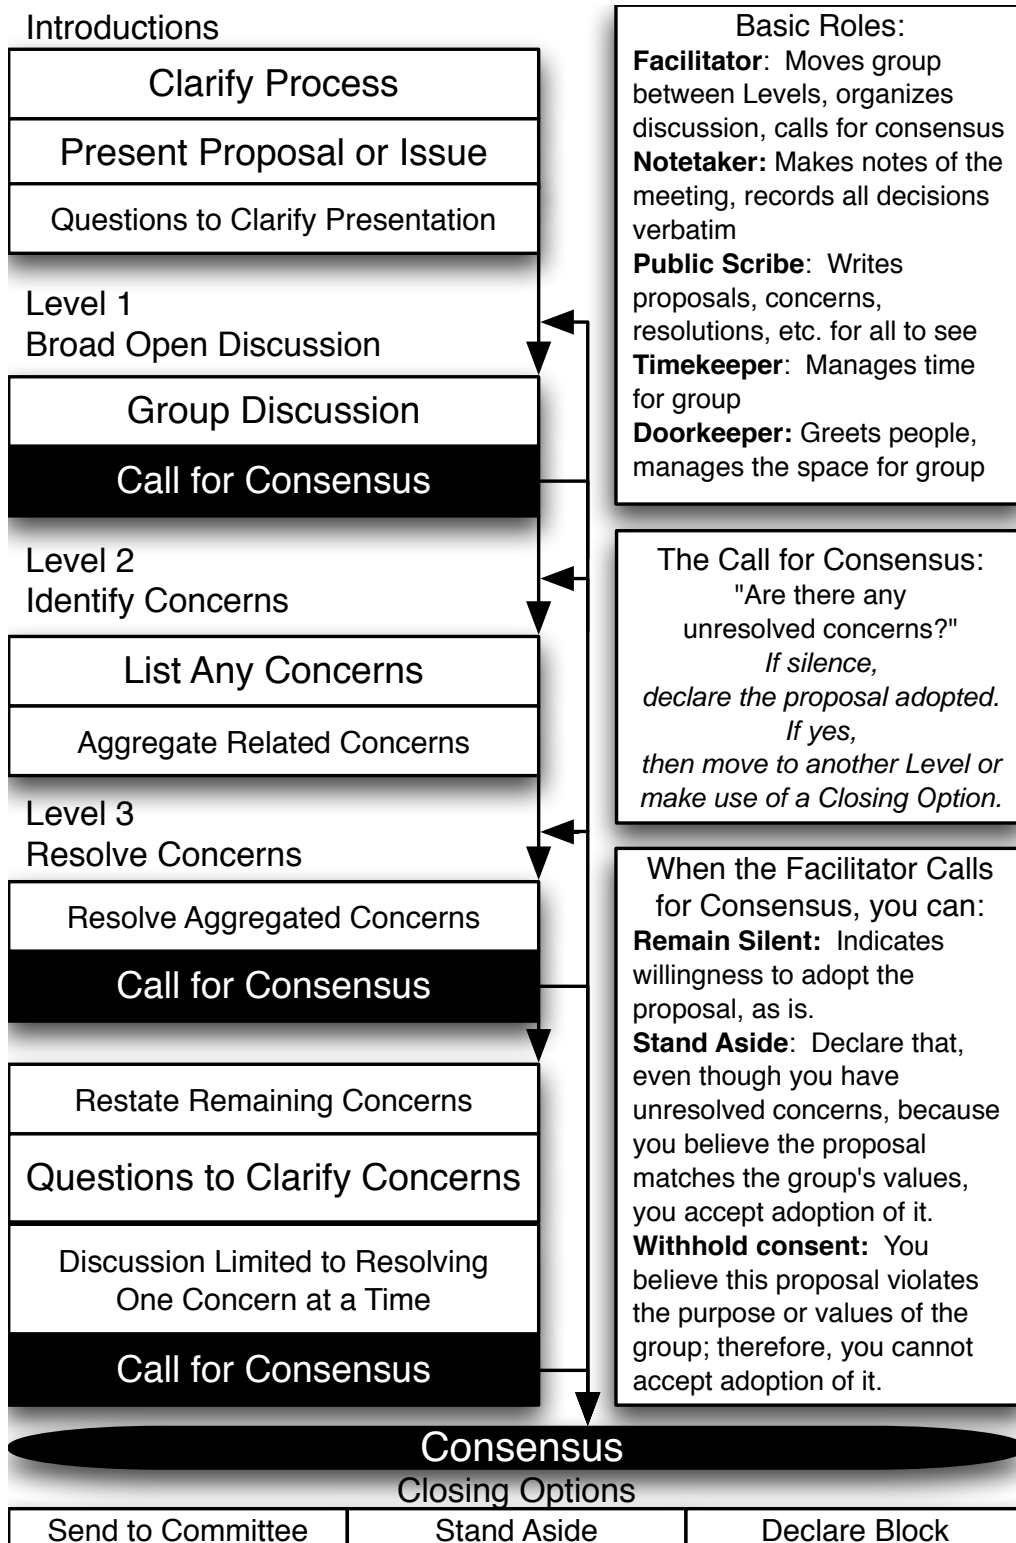 Introductions
Clarify Process
Present Proposal or Issue
Questions to Clarify Presentation
Level 1
Broad Open Discussion
Group Discussion
Call for Consensus
Level 2
Identify Concerns
List Any Concerns
Aggregate Related Concerns
Level 3
Resolve Concerns
Resolve Aggregated Concerns
Call for Consensus
Restate Remaining Concerns
Questions to Clarify Concerns
Discussion Limited to Resolving
One Concern at a Time
Call for Consensus
Basic Roles:
Facilitator: Moves group
between Levels, organizes
discussion, calls for consensus
Notetaker: Makes notes of the
meeting, records all decisions
verbatim
Public Scribe: Writes
proposals, concerns,
resolutions, etc. for all to see
Timekeeper: Manages time
for group
Doorkeeper: Greets people,
manages the space for group
The Call for Consensus:
"Are there any
unresolved concerns?"
If silence,
declare the proposal adopted.
If yes,
then move to another Level or
make use of a Closing Option.
When the Facilitator Calls
for Consensus, you can:
Remain Silent: Indicates
willingness to adopt the
proposal, as is.
Stand Aside: Declare that,
even though you have
unresolved concerns, because
you believe the proposal
matches the group's values,
you accept adoption of it.
Withhold consent: You
believe this proposal violates
the purpose or values of the
group; therefore, you cannot
accept adoption of it.
Consensus
Closing Options
Send to Committee
Stand Aside
Declare Block